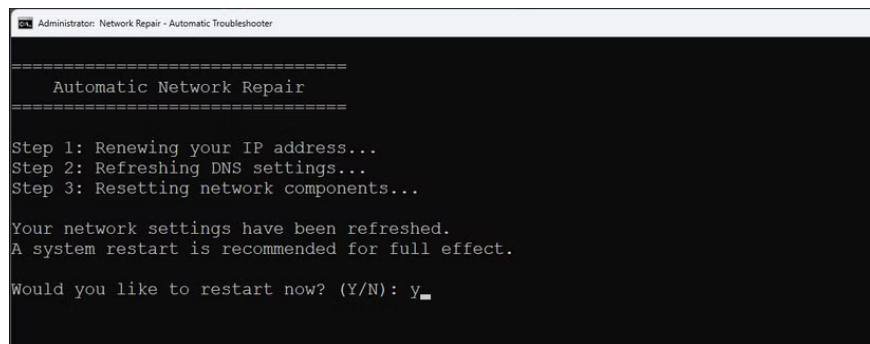 Administrator: Network Repair - Automatic Troubleshooter
================================
Automatic Network Repair
================================
Step 1: Renewing your IP address...
Step 2: Refreshing DNS settings...
Step 3: Resetting network components...
Your network settings have been refreshed.
A system restart is recommended for full effect.
Would you like to restart now? (Y/N): y